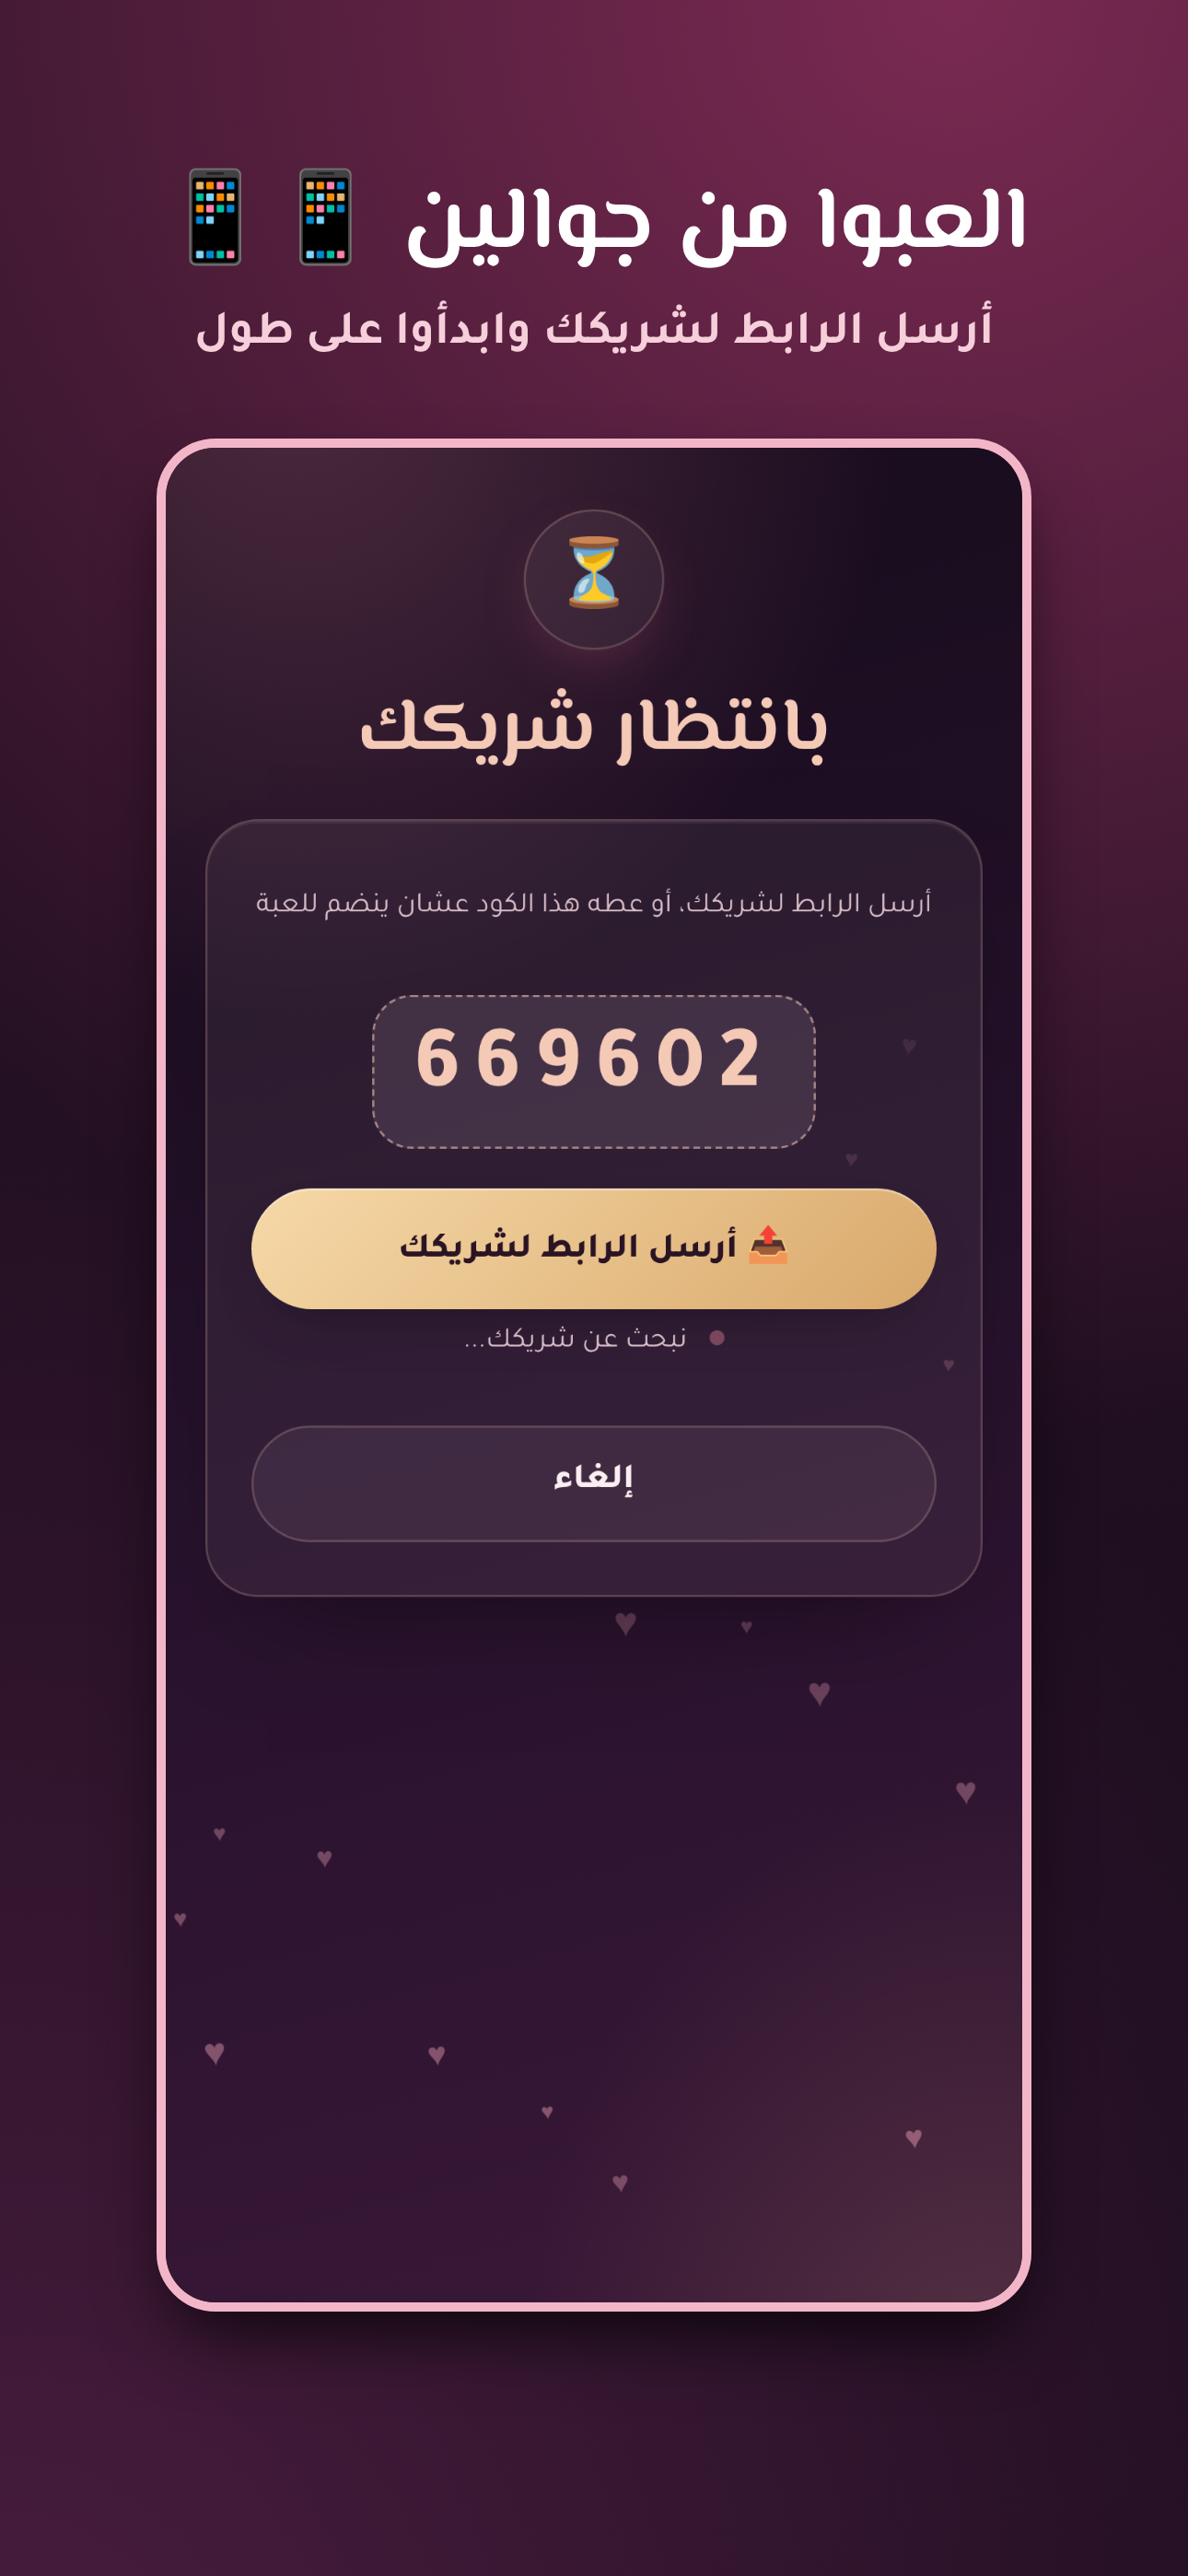 العبوا من جوالين 📱📱
أرسل الرابط لشريكك وابدأوا على طول
⏳
بانتظار شريكك
أرسل الرابط لشريكك، أو عطه هذا الكود عشان ينضم للعبة
669602
📤 أرسل الرابط لشريكك
نبحث عن شريكك...
إلغاء